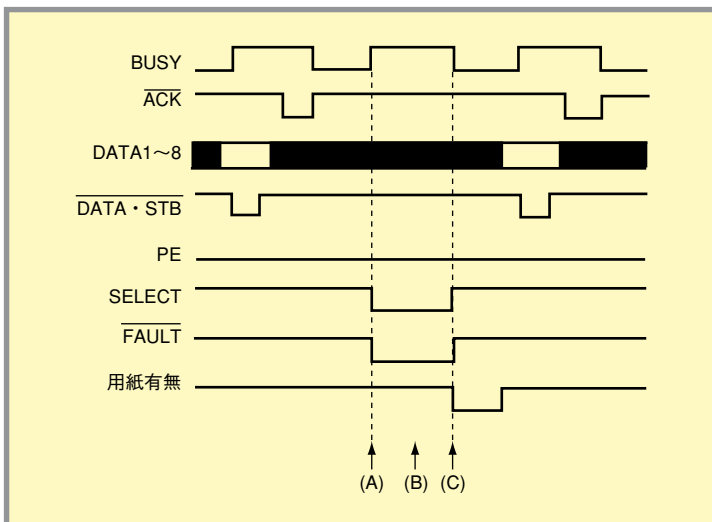 BUSY
ACK
DATA1～8
DATA・STB
PE
SELECT
FAULT
用紙有無
(A) (B) (C)